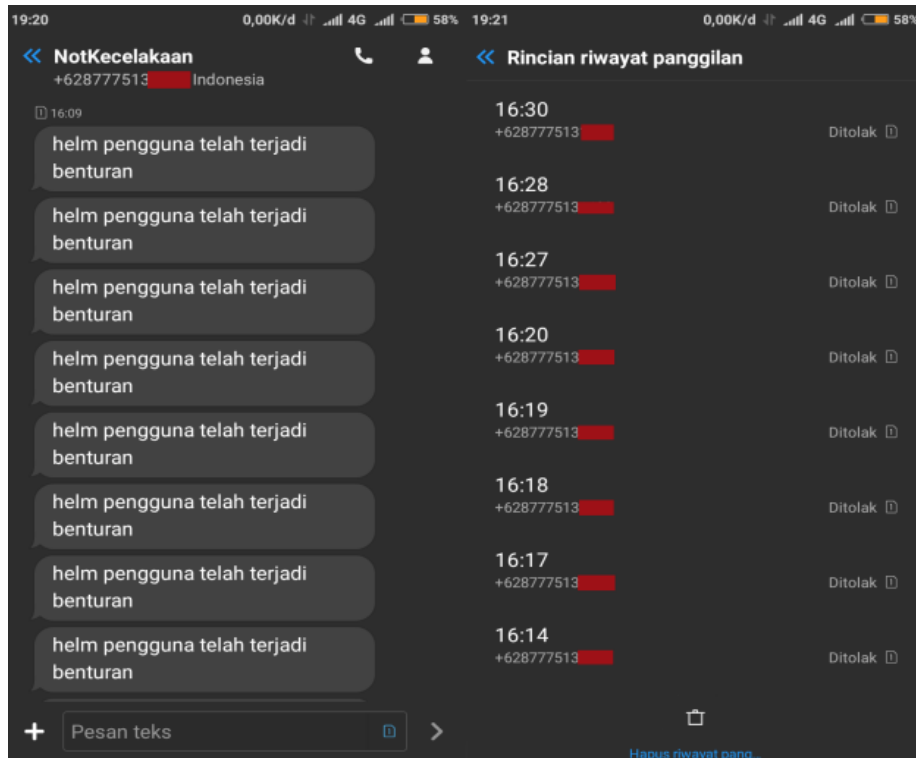 19:20
0,00K/d
4G
58%
NotKecelakaan
+628777513
Indonesia
1 16:09
helm pengguna telah terjadi
benturan
helm pengguna telah terjadi
benturan
helm pengguna telah terjadi
benturan
helm pengguna telah terjadi
benturan
helm pengguna telah terjadi
benturan
helm pengguna telah terjadi
benturan
helm pengguna telah terjadi
benturan
helm pengguna telah terjadi
benturan
Pesan teks
19:21
0,00K/d
4G
58%
Rincian riwayat panggilan
16:30
+628777513
Ditolak
16:28
+628777513
Ditolak
16:27
+628777513
Ditolak
16:20
+628777513
Ditolak
16:19
+628777513
Ditolak
16:18
+628777513
Ditolak
16:17
+628777513
Ditolak
16:14
+628777513
Ditolak
Hapus riwayat pang...